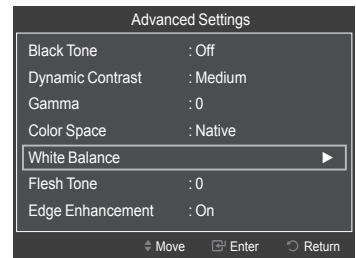 Advanced Settings
Black Tone : Off
Dynamic Contrast : Medium
Gamma : 0
Color Space : Native
White Balance ►
Flesh Tone : 0
Edge Enhancement : On
Move Enter Return